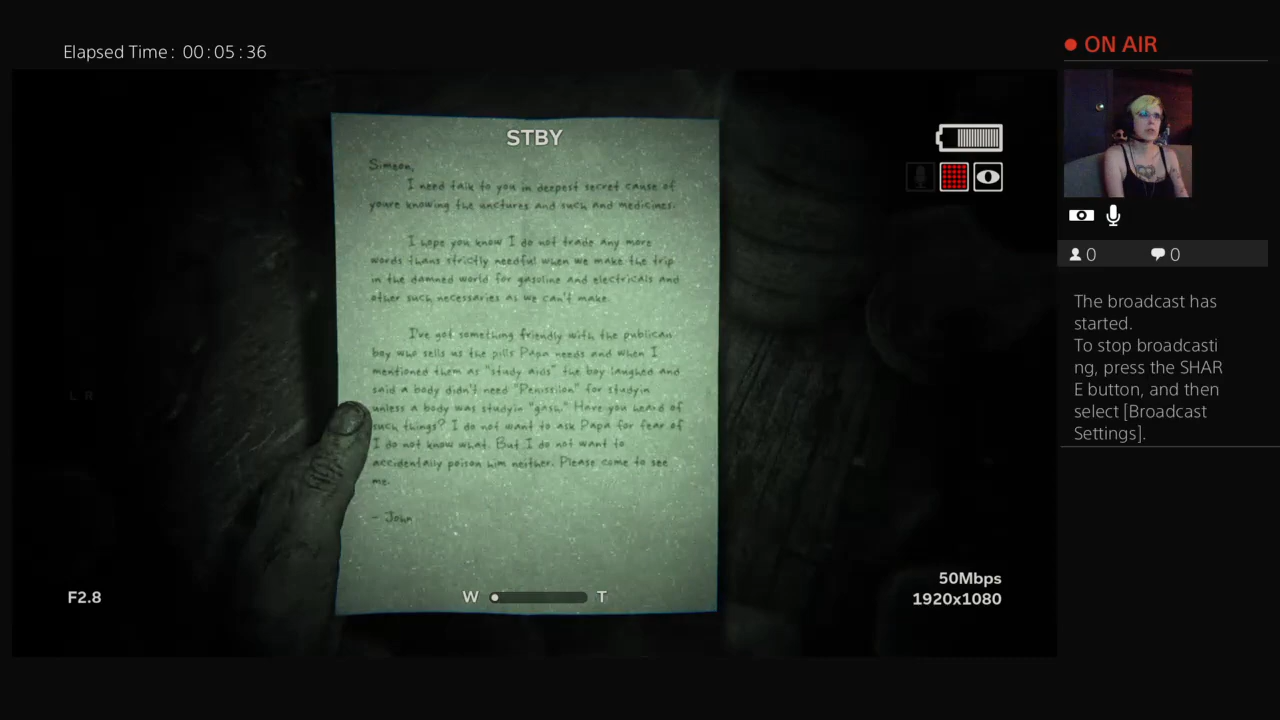 Elapsed Time: 00:05:36
ON AIR
STBY
Simeon,
I need talk to you in deepest secret cause of
youre knowing the unctures and such and medicines.
I hope you know I do not trade any more
words thans strictly needful when we make the trip
in the damned world for gasoline and electricals and
other such necessaries as we can't make.
I've got something friendly with the publican
boy who sells us the pills Papa needs and when I
mentioned them as "study aids" the boy laughed and
said a body didn't need "Penissilon" for studyin
unless a body was studyin "gash." Have you heard of
such things? I do not want to ask Papa for fear of
I do not know what. But I do not want to
accidentally poison him neither. Please come to see
me.
- John
L R
F2.8
W T
50Mbps
1920x1080
0 0
The broadcast has
started.
To stop broadcasti
ng, press the SHAR
E button, and then
select [Broadcast
Settings].